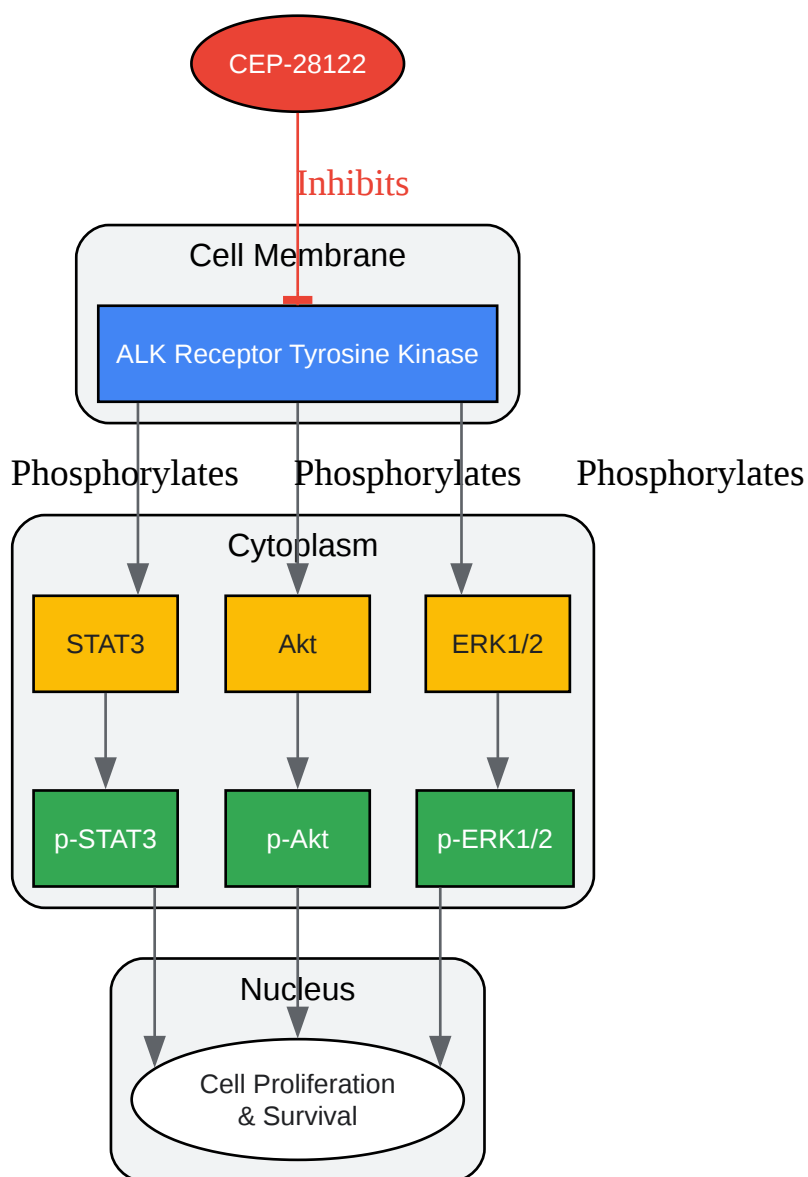 CEP-28122
Inhibits
Cell Membrane
ALK Receptor Tyrosine Kinase
Phosphorylates Phosphorylates Phosphorylates
Cytoplasm
STAT3 Akt ERK1/2
p-STAT3 p-Akt p-ERK1/2
Nucleus
Cell Proliferation
& Survival